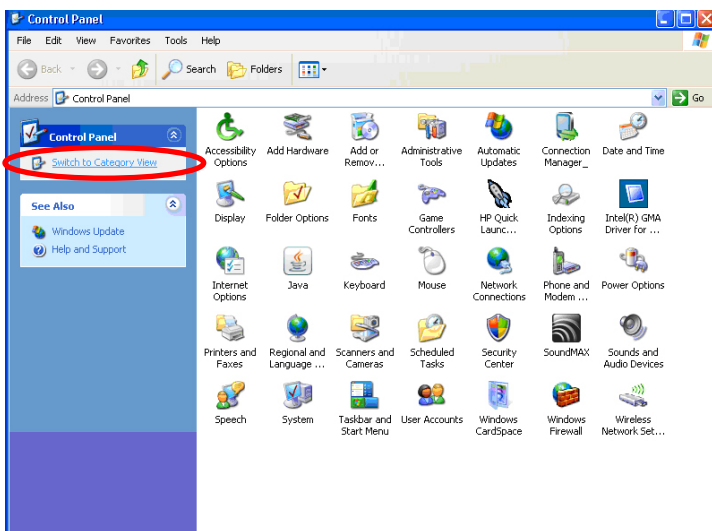 Control Panel
File Edit View Favorites Tools Help
Back Search Folders
Address Control Panel Go
Control Panel
Switch to Category View
See Also
Windows Update
Help and Support
Accessibility Options
Add Hardware
Add or Remov...
Administrative Tools
Automatic Updates
Connection Manager_
Date and Time
Display
Folder Options
Fonts
Game Controllers
HP Quick Launc...
Indexing Options
Intel(R) GMA Driver for ...
Internet Options
Java
Keyboard
Mouse
Network Connections
Phone and Modem ...
Power Options
Printers and Faxes
Regional and Language ...
Scanners and Cameras
Scheduled Tasks
Security Center
SoundMAX
Sounds and Audio Devices
Speech
System
Taskbar and Start Menu
User Accounts
Windows CardSpace
Windows Firewall
Wireless Network Set...